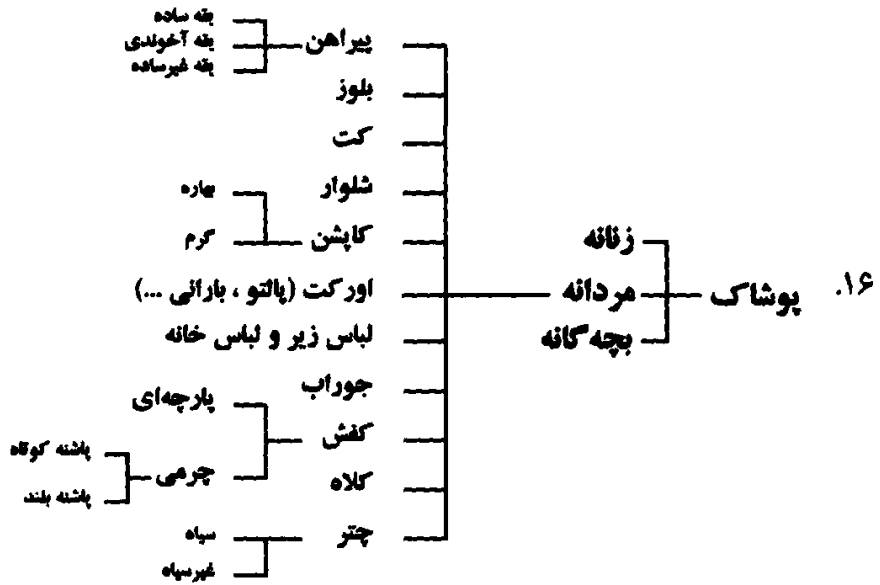 ۱۶. پوشاک
زنانه
مردانه
بچه‌گانه
پیراهن
یقه ساده
یقه آخوندی
یقه غیرساده
بلوز
کت
شلوار
کاپشن
بهاره
گرم
اورکت (پالتو ، بارانی ...)
لباس زیر و لباس خانه
جوراب
کفش
پارچه‌ای
چرمی
پاشنه کوتاه
پاشنه بلند
کلاه
چتر
سیاه
غیرسیاه